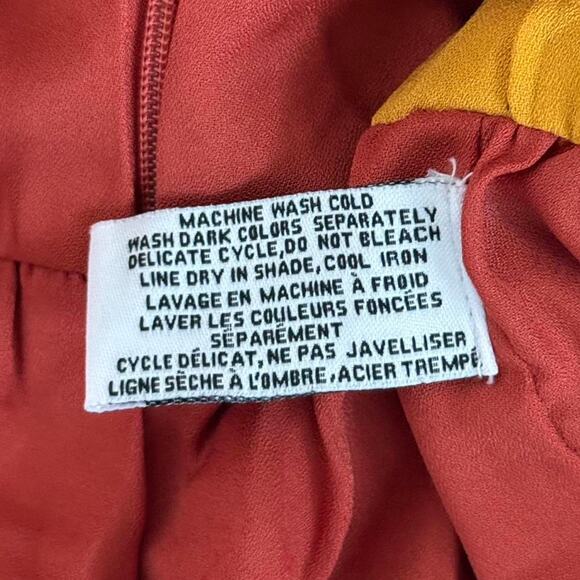 MACHINE WASH COLD
WASH DARK COLORS SEPARATELY
DELICATE CYCLE, DO NOT BLEACH
LINE DRY IN SHADE, COOL IRON
LAVAGE EN MACHINE À FROID
LAVER LES COULEURS FONCÉES
SÉPARÉMENT
CYCLE DÉLICAT, NE PAS JAVELLISER,
LIGNE SÈCHE À L'OMBRE, ACIER TREMPÉ